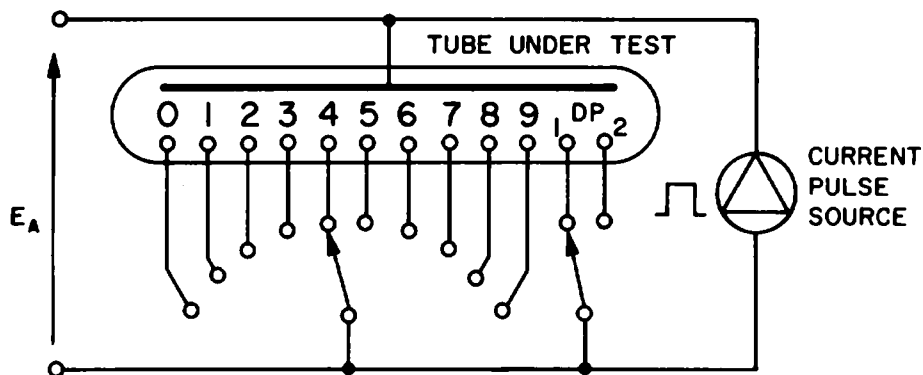 TUBE UNDER TEST
0 1 2 3 4 5 6 7 8 9 1 DP 2
CURRENT
PULSE
SOURCE
EA